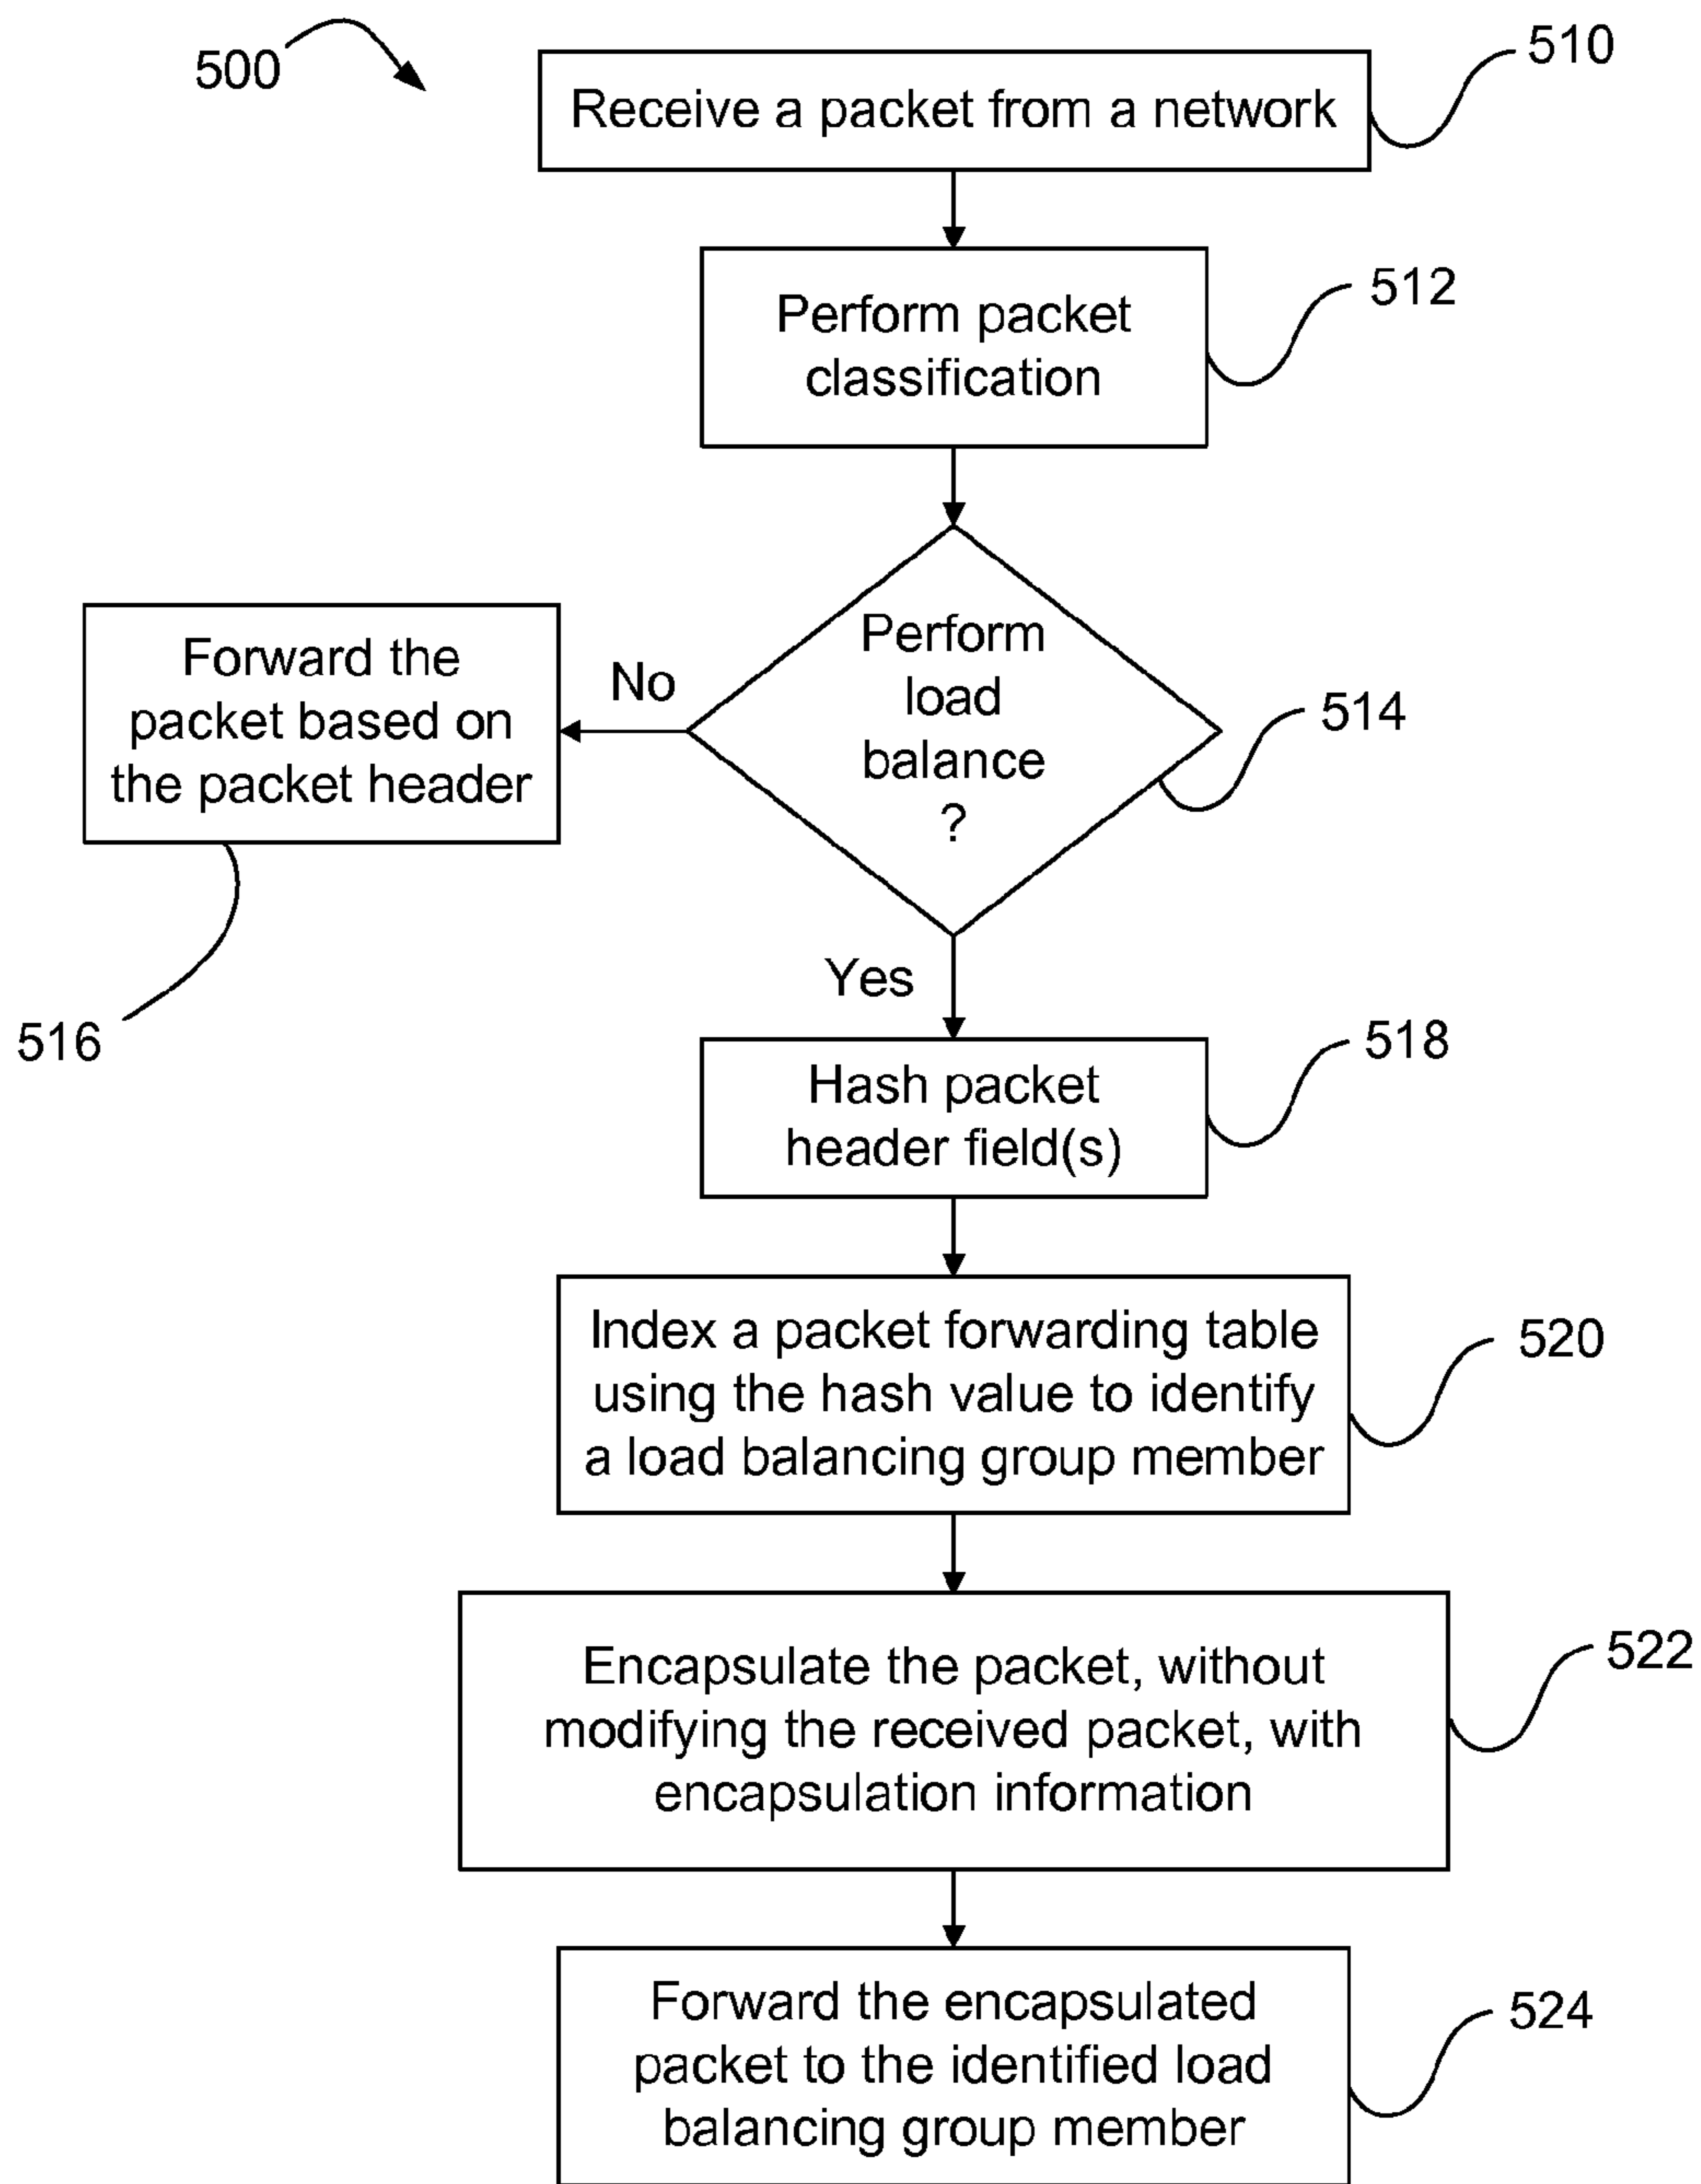 500
510
Receive a packet from a network
512
Perform packet
classification
Perform
load
balance
?
514
No
Forward the
packet based on
the packet header
516
Yes
518
Hash packet
header field(s)
Index a packet forwarding table
using the hash value to identify
a load balancing group member
520
Encapsulate the packet, without
modifying the received packet, with
encapsulation information
522
Forward the encapsulated
packet to the identified load
balancing group member
524